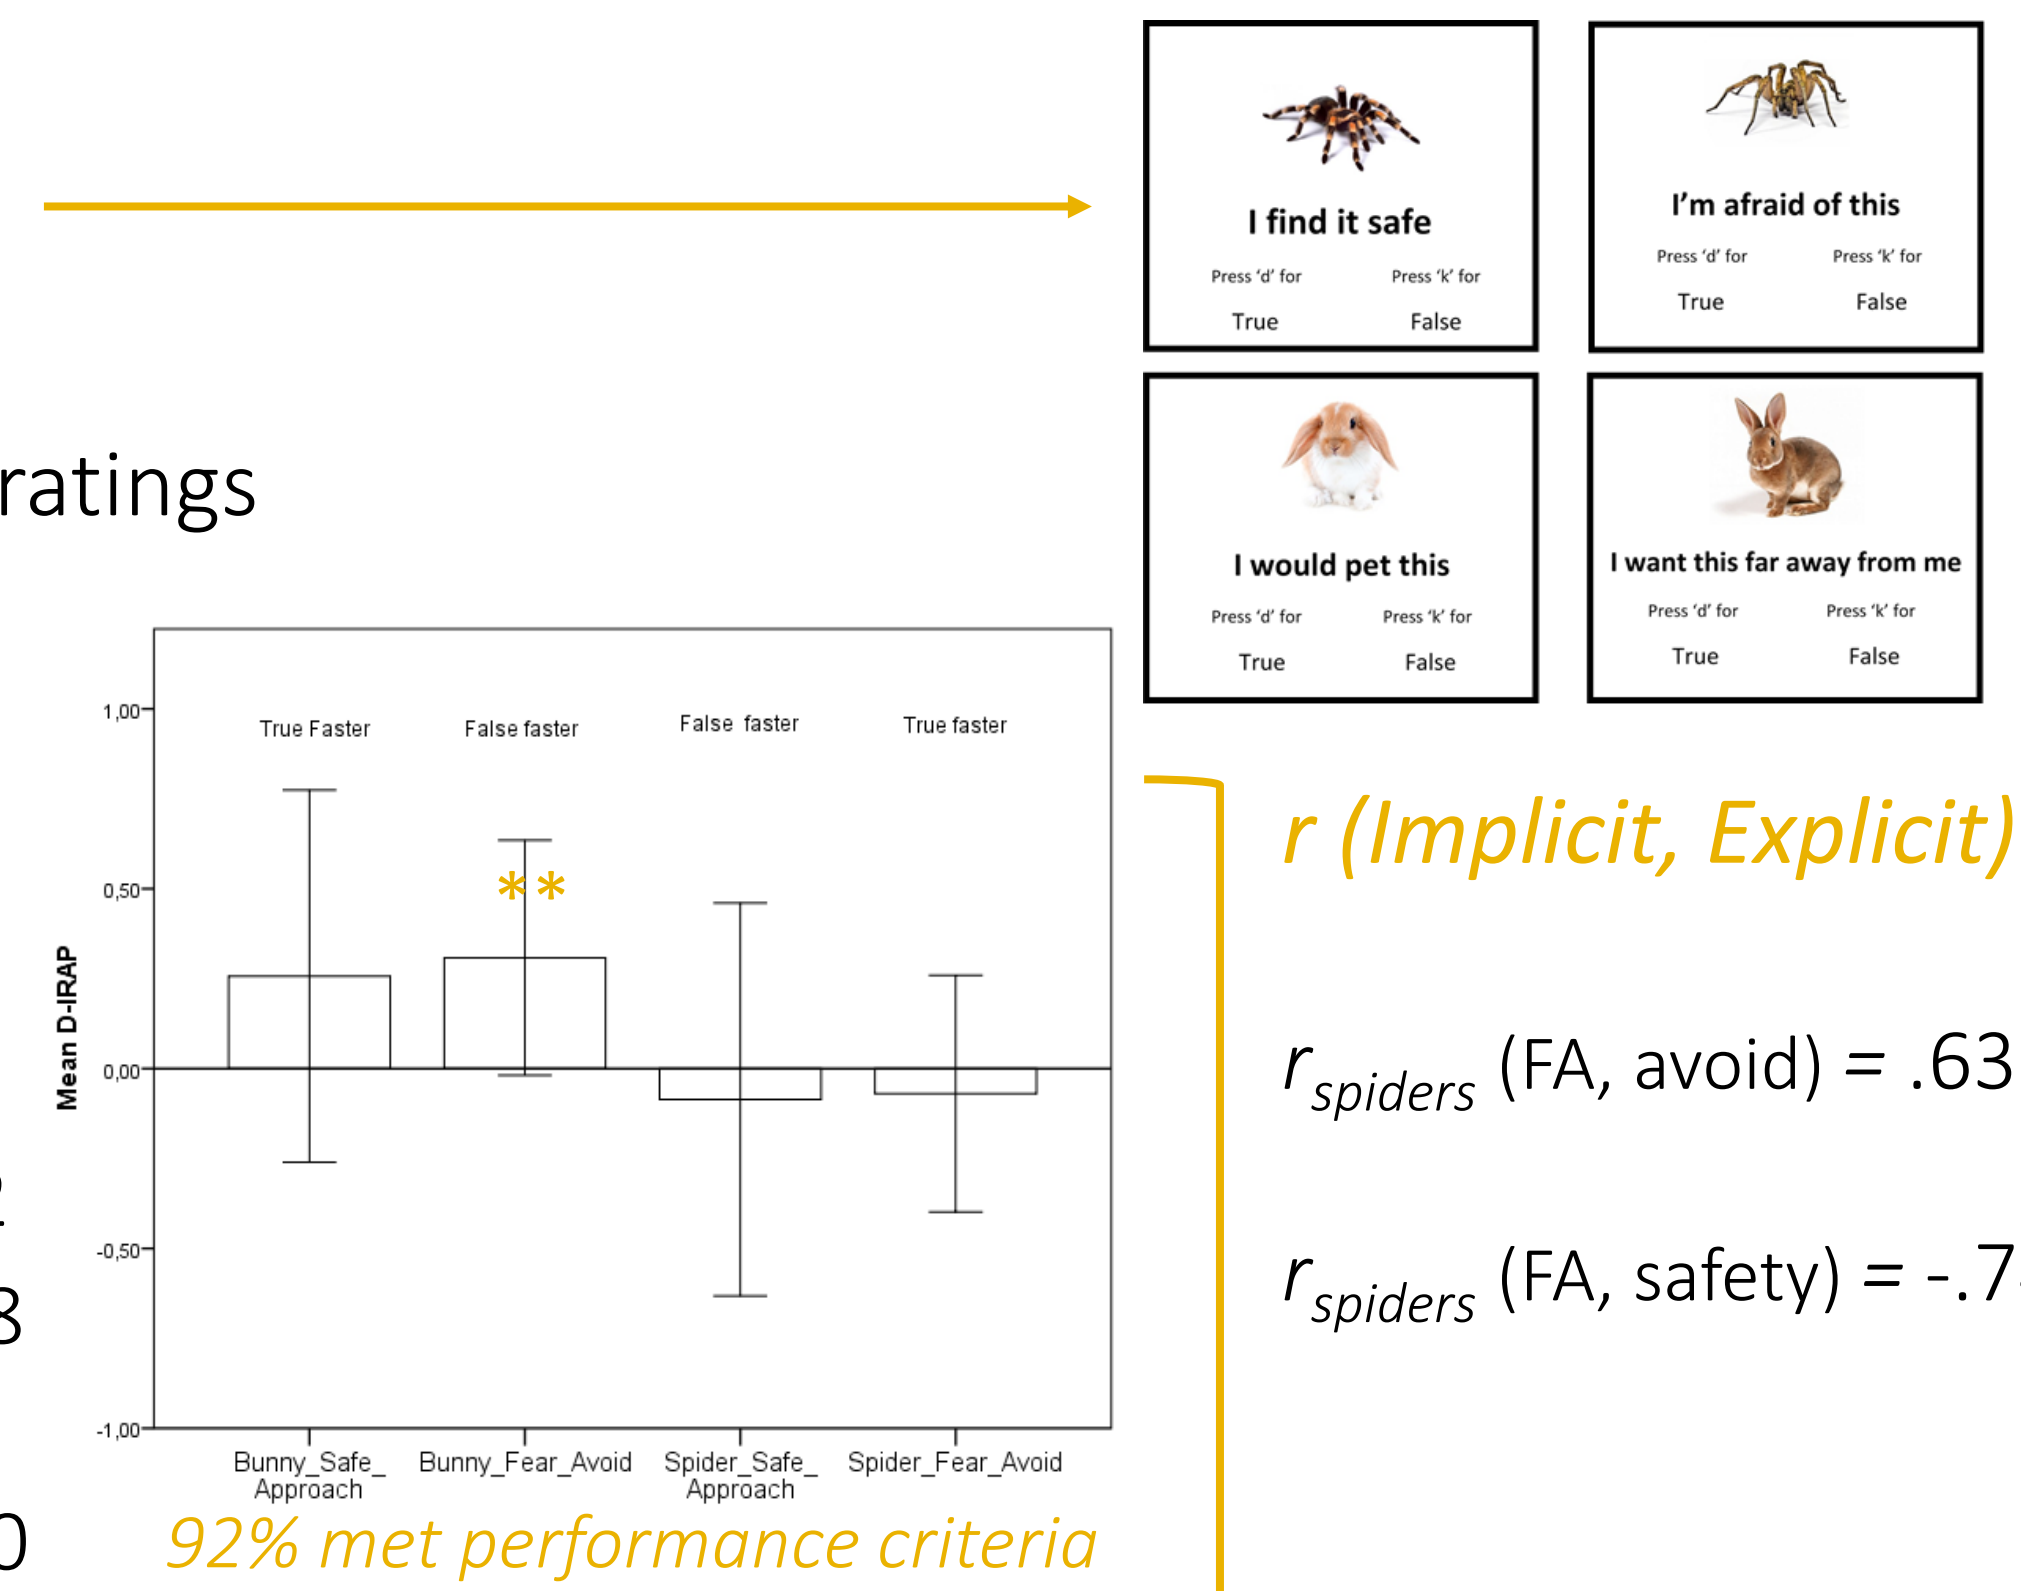 I find it safe
Press ‘d’ for Press ‘k’ for
True False
I’m afraid of this
Press ‘d’ for Press ‘k’ for
True False
I would pet this
Press ‘d’ for Press ‘k’ for
True False
I want this far away from me
Press ‘d’ for Press ‘k’ for
True False
ratings
True Faster False faster False faster True faster
1,00
0,50
**
0,00
-0,50
-1,00
Mean D-IRAP
Bunny_Safe_
Approach
Bunny_Fear_Avoid
Spider_Safe_
Approach
Spider_Fear_Avoid
8
0
92% met performance criteria
r (Implicit, Explicit)
r spiders (FA, avoid) = .63
r spiders (FA, safety) = -.7